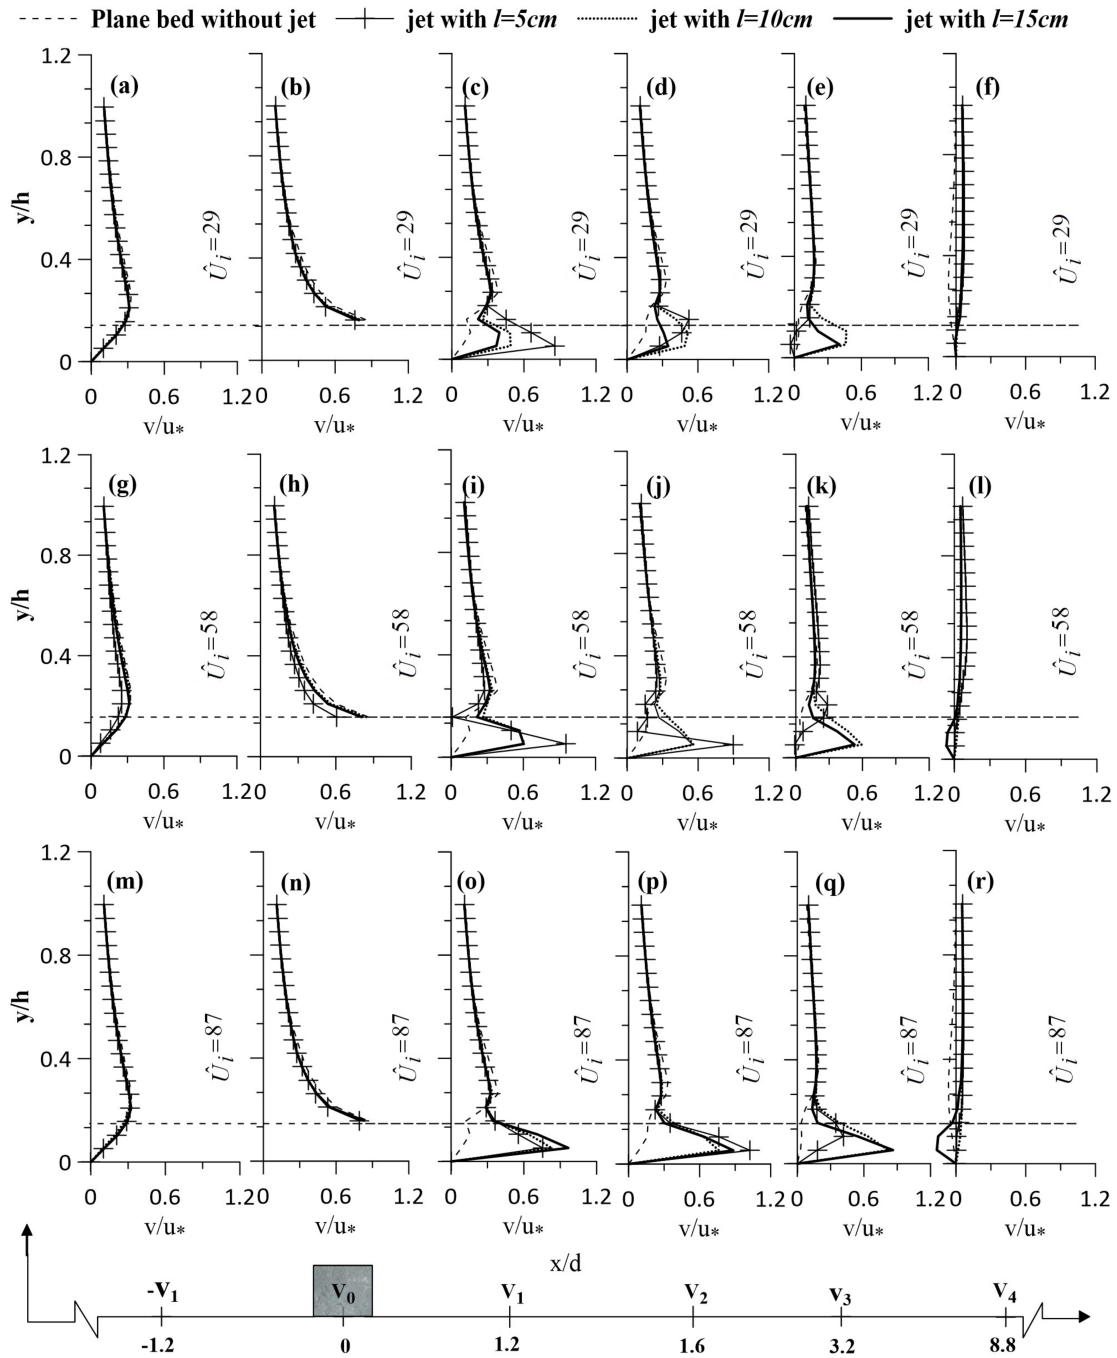 Plane bed without jet jet with l=5cm jet with l=10cm jet with l=15cm
1.2
(a) (b) (c) (d) (e) (f)
0.8
y/h
Û_i=29 Û_i=29 Û_i=29 Û_i=29 Û_i=29 Û_i=29
0.4
0
0 0.6 1.2 0 0.6 1.2 0 0.6 1.2 0 0.6 1.2 0 0.6 1.2 0 0.6 1.2
v/u* v/u* v/u* v/u* v/u* v/u*
1.2
(g) (h) (i) (j) (k) (l)
0.8
y/h
Û_i=58 Û_i=58 Û_i=58 Û_i=58 Û_i=58 Û_i=58
0.4
0
0 0.6 1.2 0 0.6 1.2 0 0.6 1.2 0 0.6 1.2 0 0.6 1.2 0 0.6 1.2
v/u* v/u* v/u* v/u* v/u* v/u*
1.2
(m) (n) (o) (p) (q) (r)
0.8
y/h
Û_i=87 Û_i=87 Û_i=87 Û_i=87 Û_i=87 Û_i=87
0.4
0
0 0.6 1.2 0 0.6 1.2 0 0.6 1.2 0 0.6 1.2 0 0.6 1.2 0 0.6 1.2
v/u* v/u* v/u* v/u* v/u* v/u*
x/d
-v₁ v₀ v₁ v₂ v₃ v₄
-1.2 0 1.2 1.6 3.2 8.8